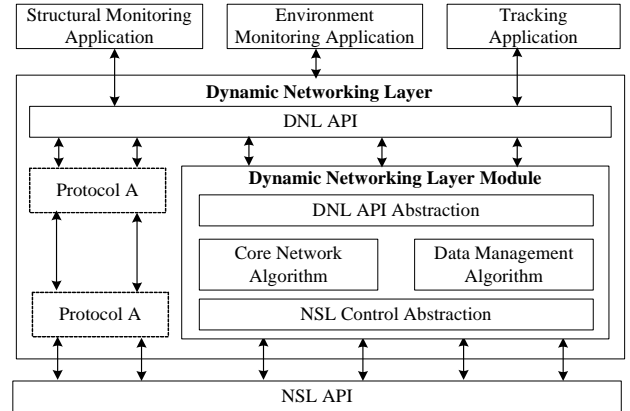 Structural Monitoring
Application
Environment
Monitoring Application
Tracking
Application
Dynamic Networking Layer
DNL API
Protocol A
Dynamic Networking Layer Module
DNL API Abstraction
Core Network
Algorithm
Data Management
Algorithm
Protocol A
NSL Control Abstraction
NSL API